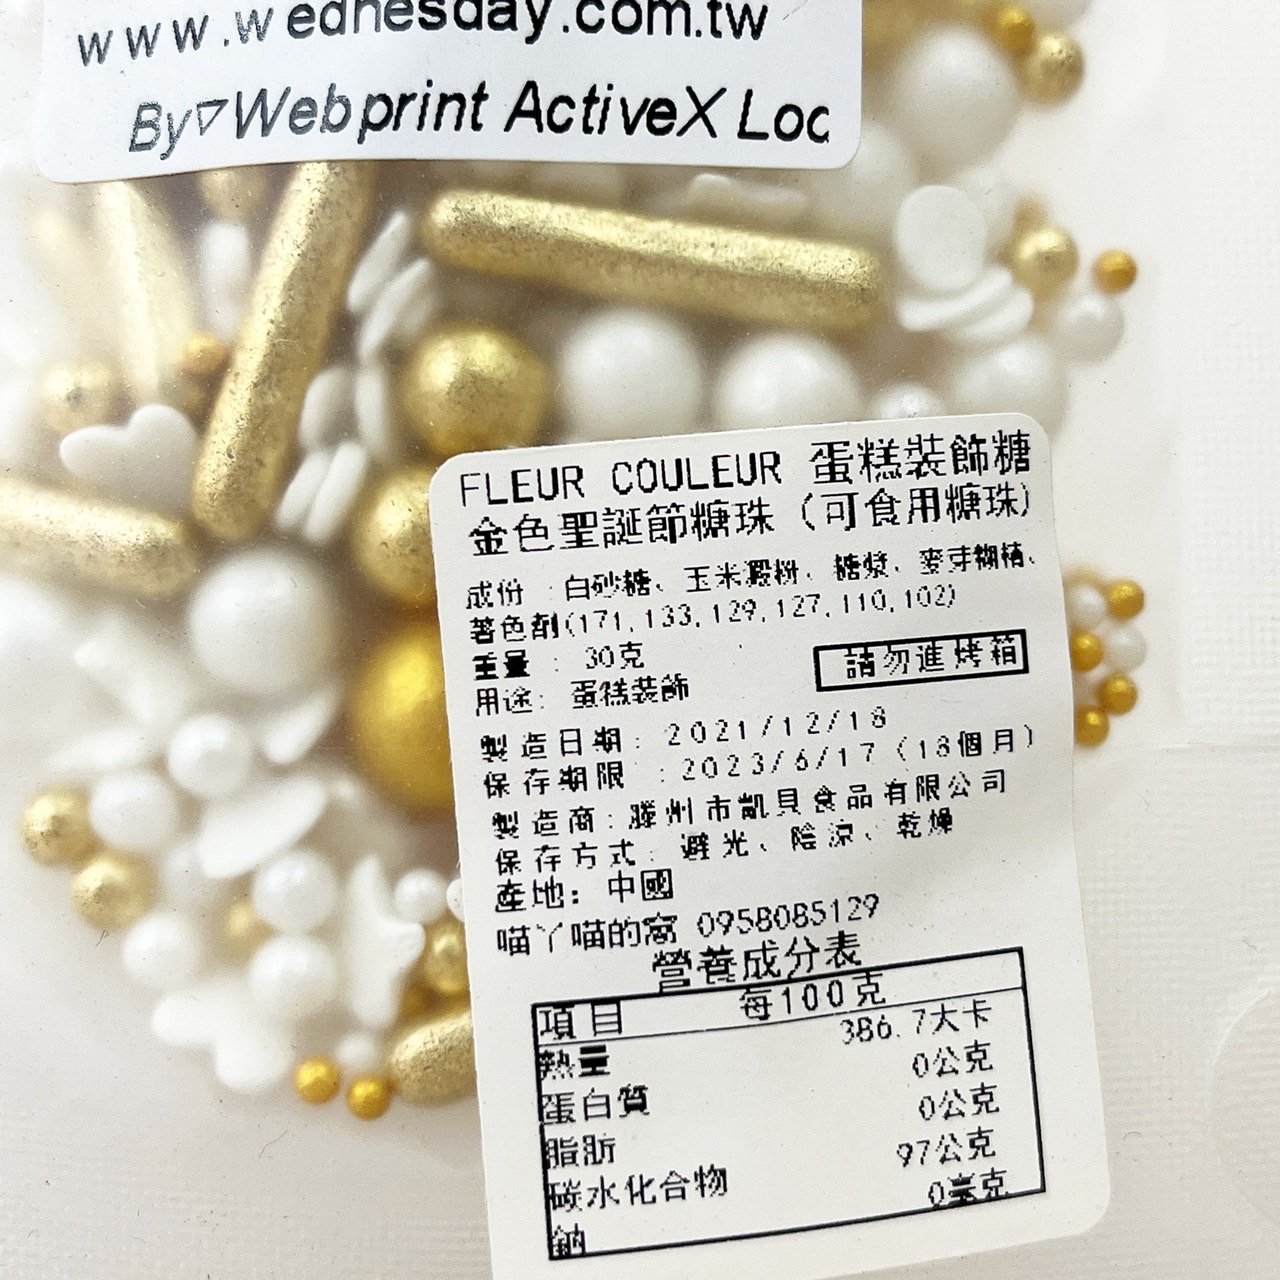 www.wednesday.com.tw
By▽Webprint ActiveX Loc
FLEUR COULEUR 蛋糕裝飾糖
金色聖誕節糖珠（可食用糖珠）
成份 : 白砂糖、玉米澱粉、糖漿、麥芽糊精、
著色劑(171,133,129,127,110,102)
重量 : 30克
請勿進烤箱
用途: 蛋糕裝飾
製造日期: 2021/12/18
保存期限 :2023/6/17（18個月）
製造商:滕州市凱貝食品有限公司
保存方式: 避光、陰涼、乾燥
產地: 中國
喵丫喵的窩 0958085129
營養成分表
項目 每100克
熱量 386.7大卡
蛋白質 0公克
脂肪 0公克
碳水化合物 97公克
鈉 0毫克